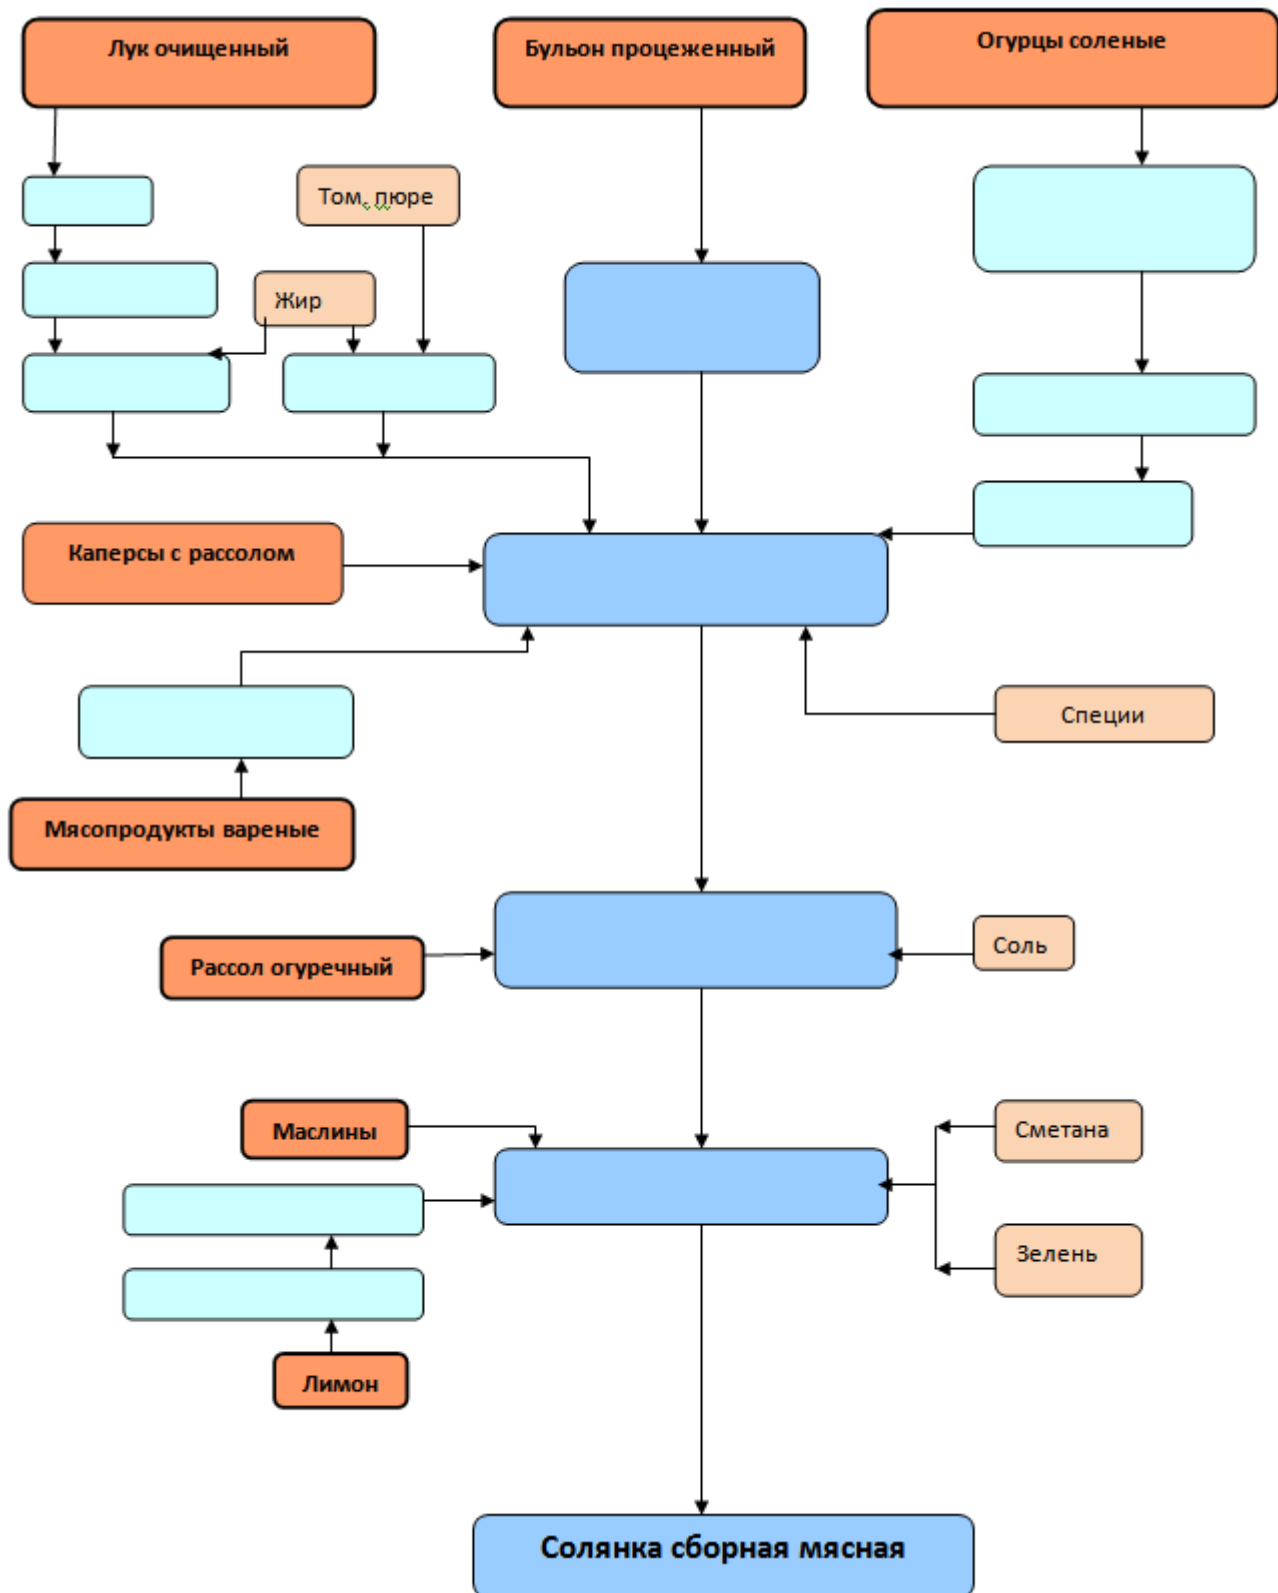 Лук очищенный
Бульон процеженный
Огурцы соленые
Том. пюре
Жир
Каперсы с рассолом
Специи
Мясопродукты вареные
Соль
Рассол огуречный
Маслины
Сметана
Зелень
Лимон
Солянка сборная мясная